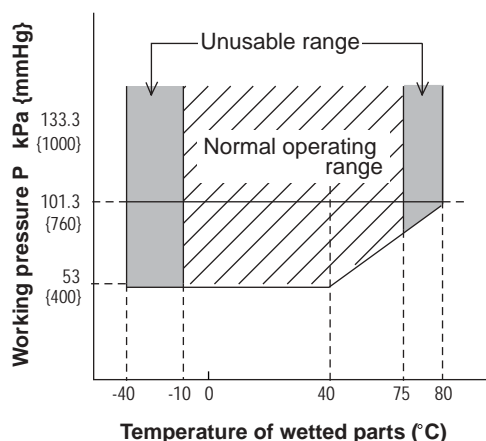 Unusable range
Working pressure P kPa {mmHg}
133.3
{1000}
Normal operating
range
101.3
{760}
53
{400}
-40 -10 0 40 75 80
Temperature of wetted parts (°C)